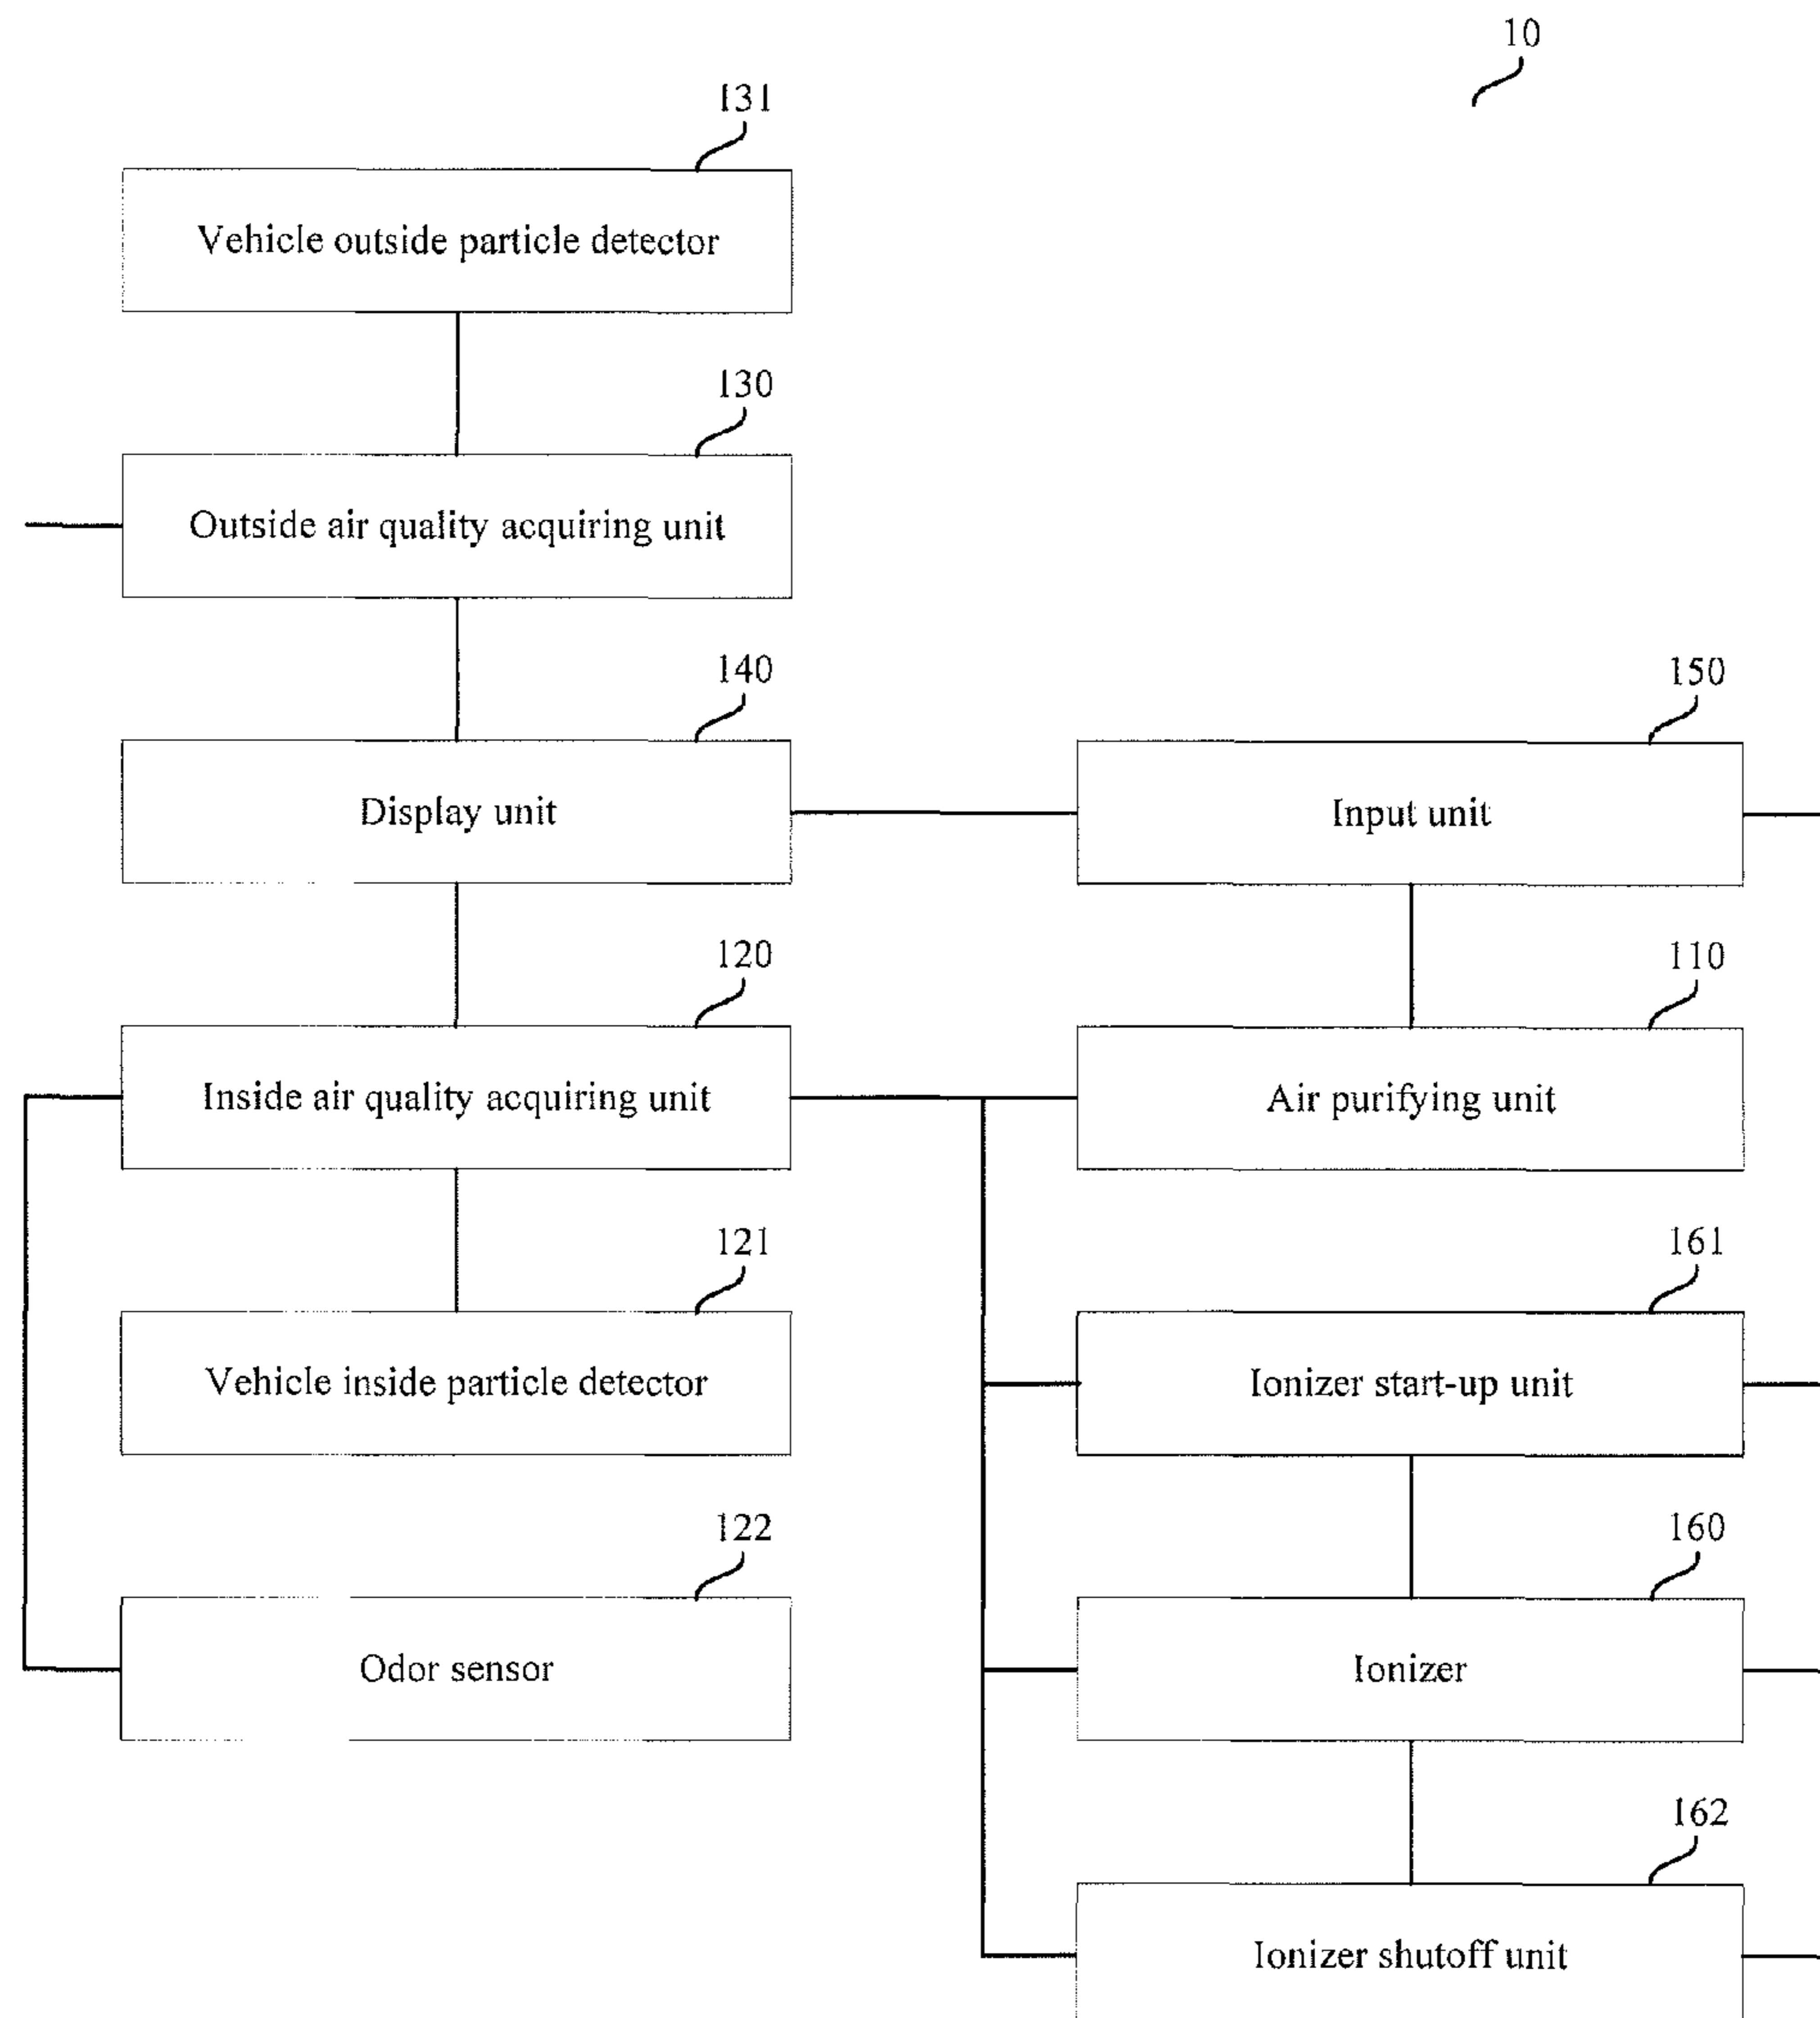 10
131
Vehicle outside particle detector
130
Outside air quality acquiring unit
140
Display unit
150
Input unit
120
Inside air quality acquiring unit
110
Air purifying unit
121
Vehicle inside particle detector
161
Ionizer start-up unit
122
Odor sensor
160
Ionizer
162
Ionizer shutoff unit